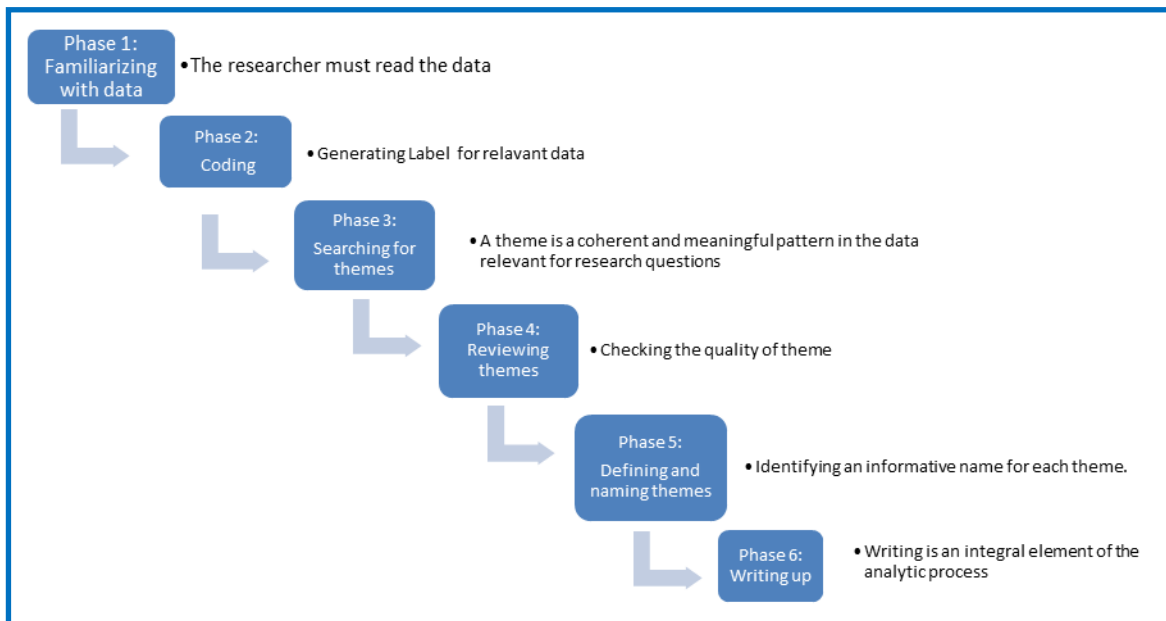 Phase 1:
Familiarizing
with data
•The researcher must read the data
Phase 2:
Coding
•Generating Label for relavant data
Phase 3:
Searching for
themes
•A theme is a coherent and meaningful pattern in the data
relevant for research questions
Phase 4:
Reviewing
themes
•Checking the quality of theme
Phase 5:
Defining and
naming themes
•Identifying an informative name for each theme.
Phase 6:
Writing up
•Writing is an integral element of the
analytic process